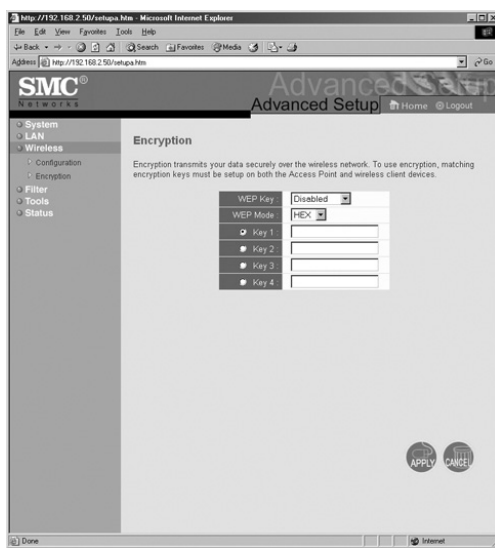 http://192.168.2.50/setupa.htm - Microsoft Internet Explorer
File Edit View Favorites Tools Help
Back Search Favorites Media
Address http://192.168.2.50/setupa.htm Go
SMC®
Networks
Advanced Setup
Advanced Setup
Home Logout
System
LAN
Wireless
Configuration
Encryption
Filter
Tools
Status
Encryption
Encryption transmits your data securely over the wireless network. To use encryption, matching
encryption keys must be setup on both the Access Point and wireless client devices.
WEP Key : Disabled
WEP Mode : HEX
Key 1 :
Key 2 :
Key 3 :
Key 4 :
APPLY CANCEL
Done Internet